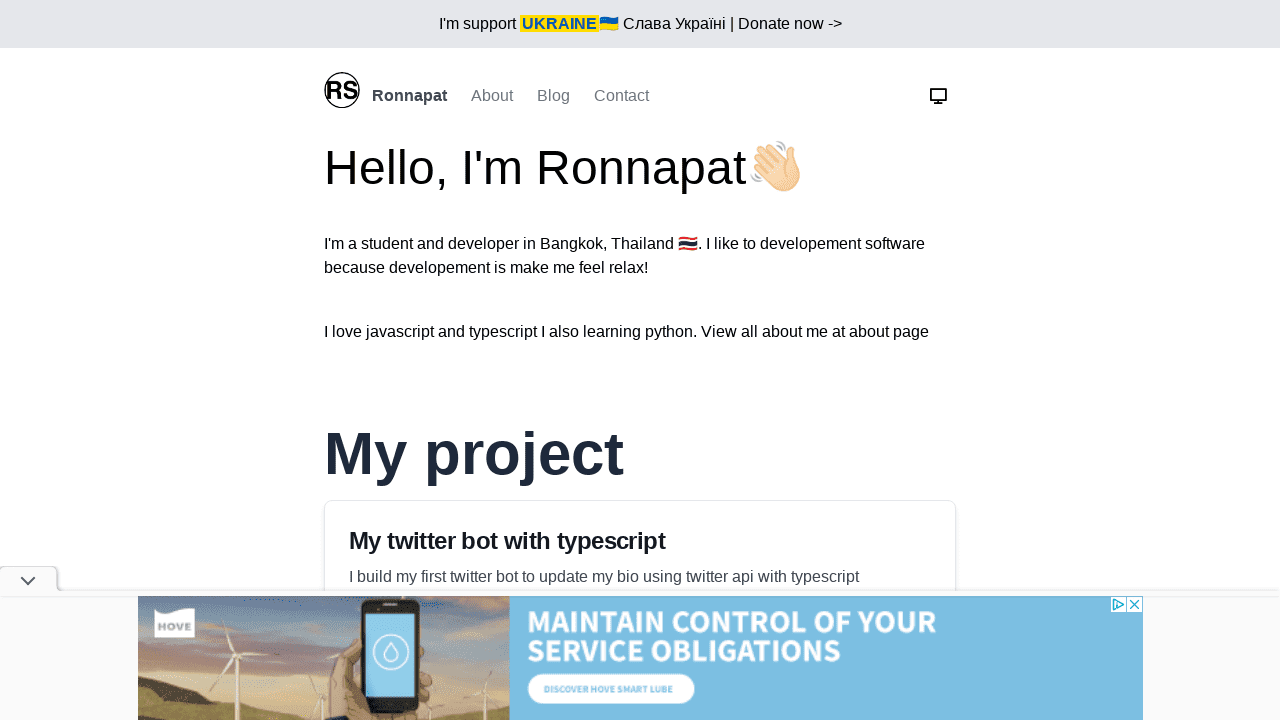 I'm support UKRAINE🇺🇦 Слава Україні | Donate now ->
RS Ronnapat About Blog Contact
Hello, I'm Ronnapat👋🏻
I'm a student and developer in Bangkok, Thailand 🇹🇭. I like to developement software
because developement is make me feel relax!
I love javascript and typescript I also learning python. View all about me at about page
My project
My twitter bot with typescript
I build my first twitter bot to update my bio using twitter api with typescript
HOVE
MAINTAIN CONTROL OF YOUR
SERVICE OBLIGATIONS
DISCOVER HOVE SMART LUBE